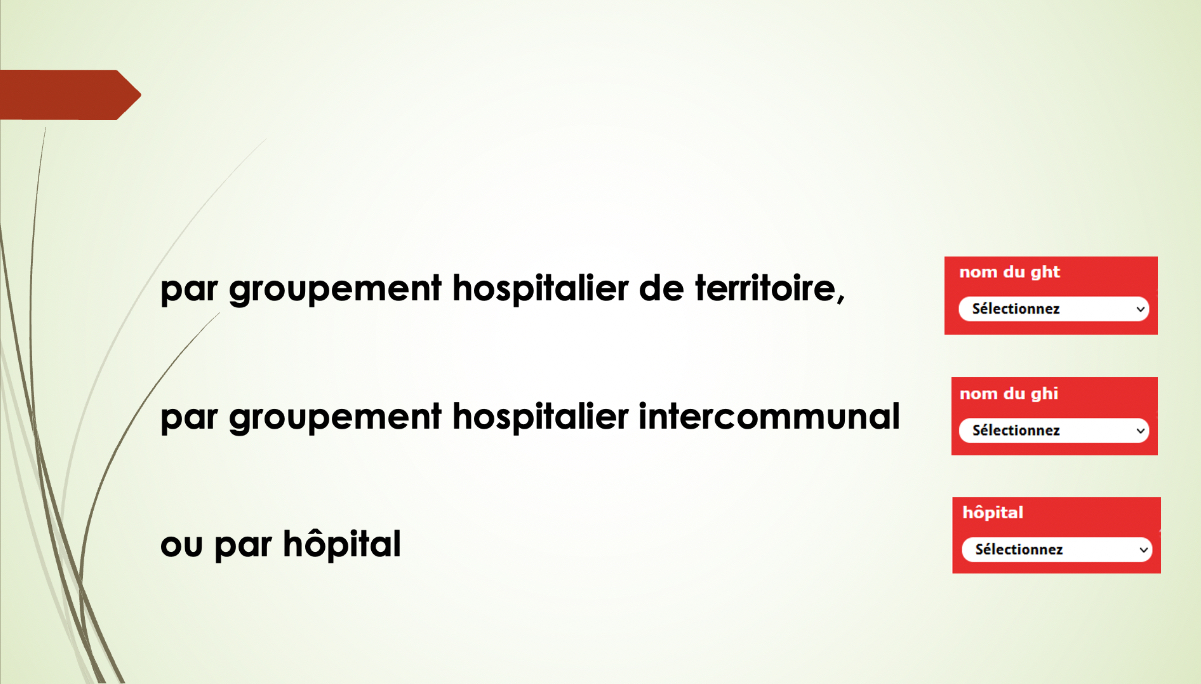 par groupement hospitalier de territoire,
nom du ght
Sélectionnez
par groupement hospitalier intercommunal
nom du ghi
Sélectionnez
ou par hôpital
hôpital
Sélectionnez